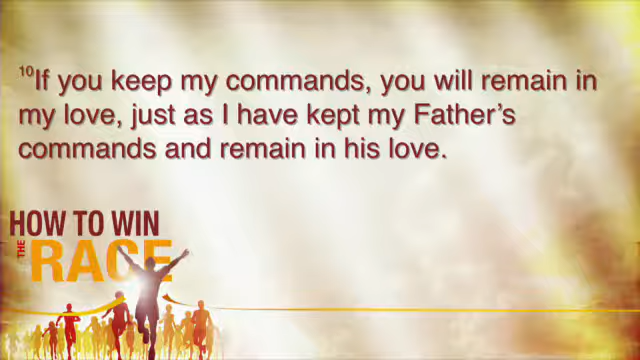 ¹⁰If you keep my commands, you will remain in
my love, just as I have kept my Father’s
commands and remain in his love.
HOW TO WIN
THE RACE